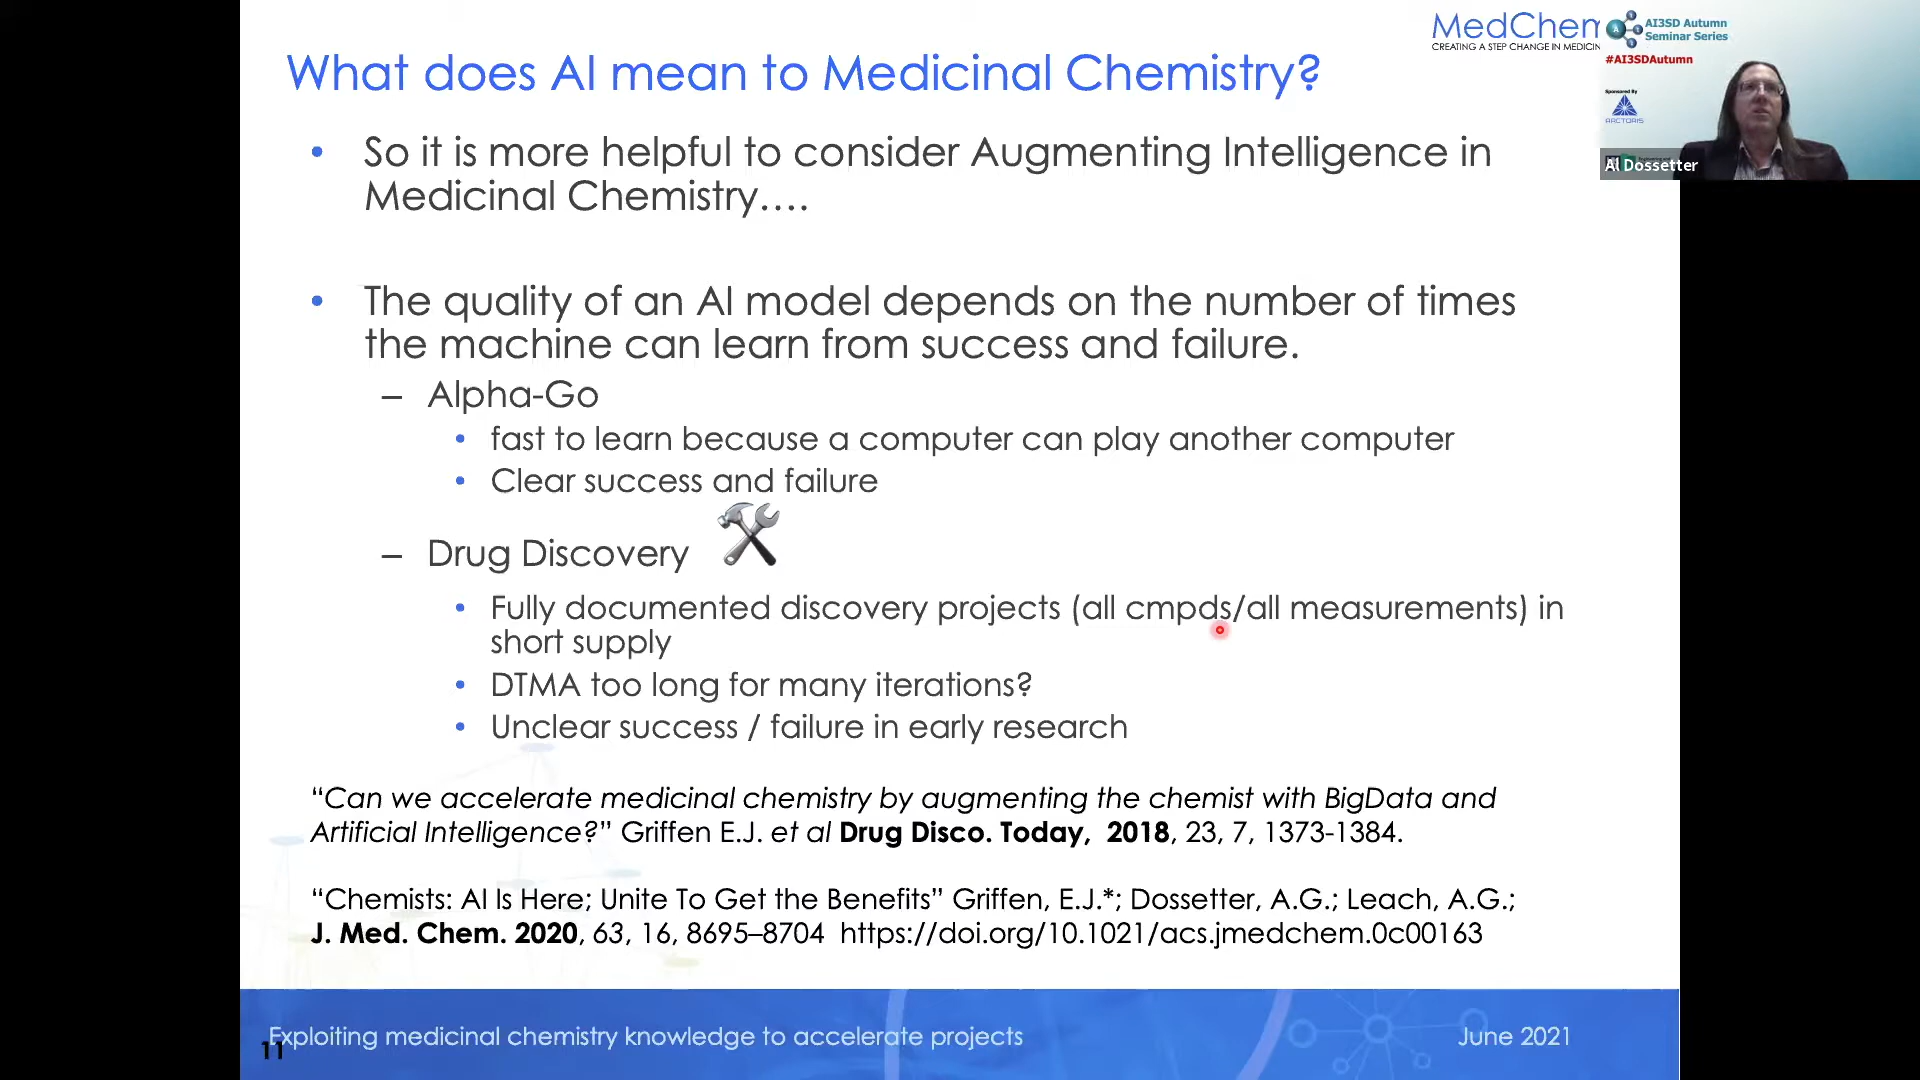 MedChem
CREATING A STEP CHANGE IN MEDICIN
AI3SD Autumn
Seminar Series
#AI3SDAutumn
Sponsored By
ARCTORIS
Al Dossetter
What does AI mean to Medicinal Chemistry?
• So it is more helpful to consider Augmenting Intelligence in
Medicinal Chemistry….
• The quality of an AI model depends on the number of times
the machine can learn from success and failure.
– Alpha-Go
• fast to learn because a computer can play another computer
• Clear success and failure
– Drug Discovery
• Fully documented discovery projects (all cmpds/all measurements) in
short supply
• DTMA too long for many iterations?
• Unclear success / failure in early research
“Can we accelerate medicinal chemistry by augmenting the chemist with BigData and
Artificial Intelligence?” Griffen E.J. et al Drug Disco. Today, 2018, 23, 7, 1373-1384.
“Chemists: AI Is Here; Unite To Get the Benefits” Griffen, E.J.*; Dossetter, A.G.; Leach, A.G.;
J. Med. Chem. 2020, 63, 16, 8695–8704 https://doi.org/10.1021/acs.jmedchem.0c00163
Exploiting medicinal chemistry knowledge to accelerate projects
June 2021
11